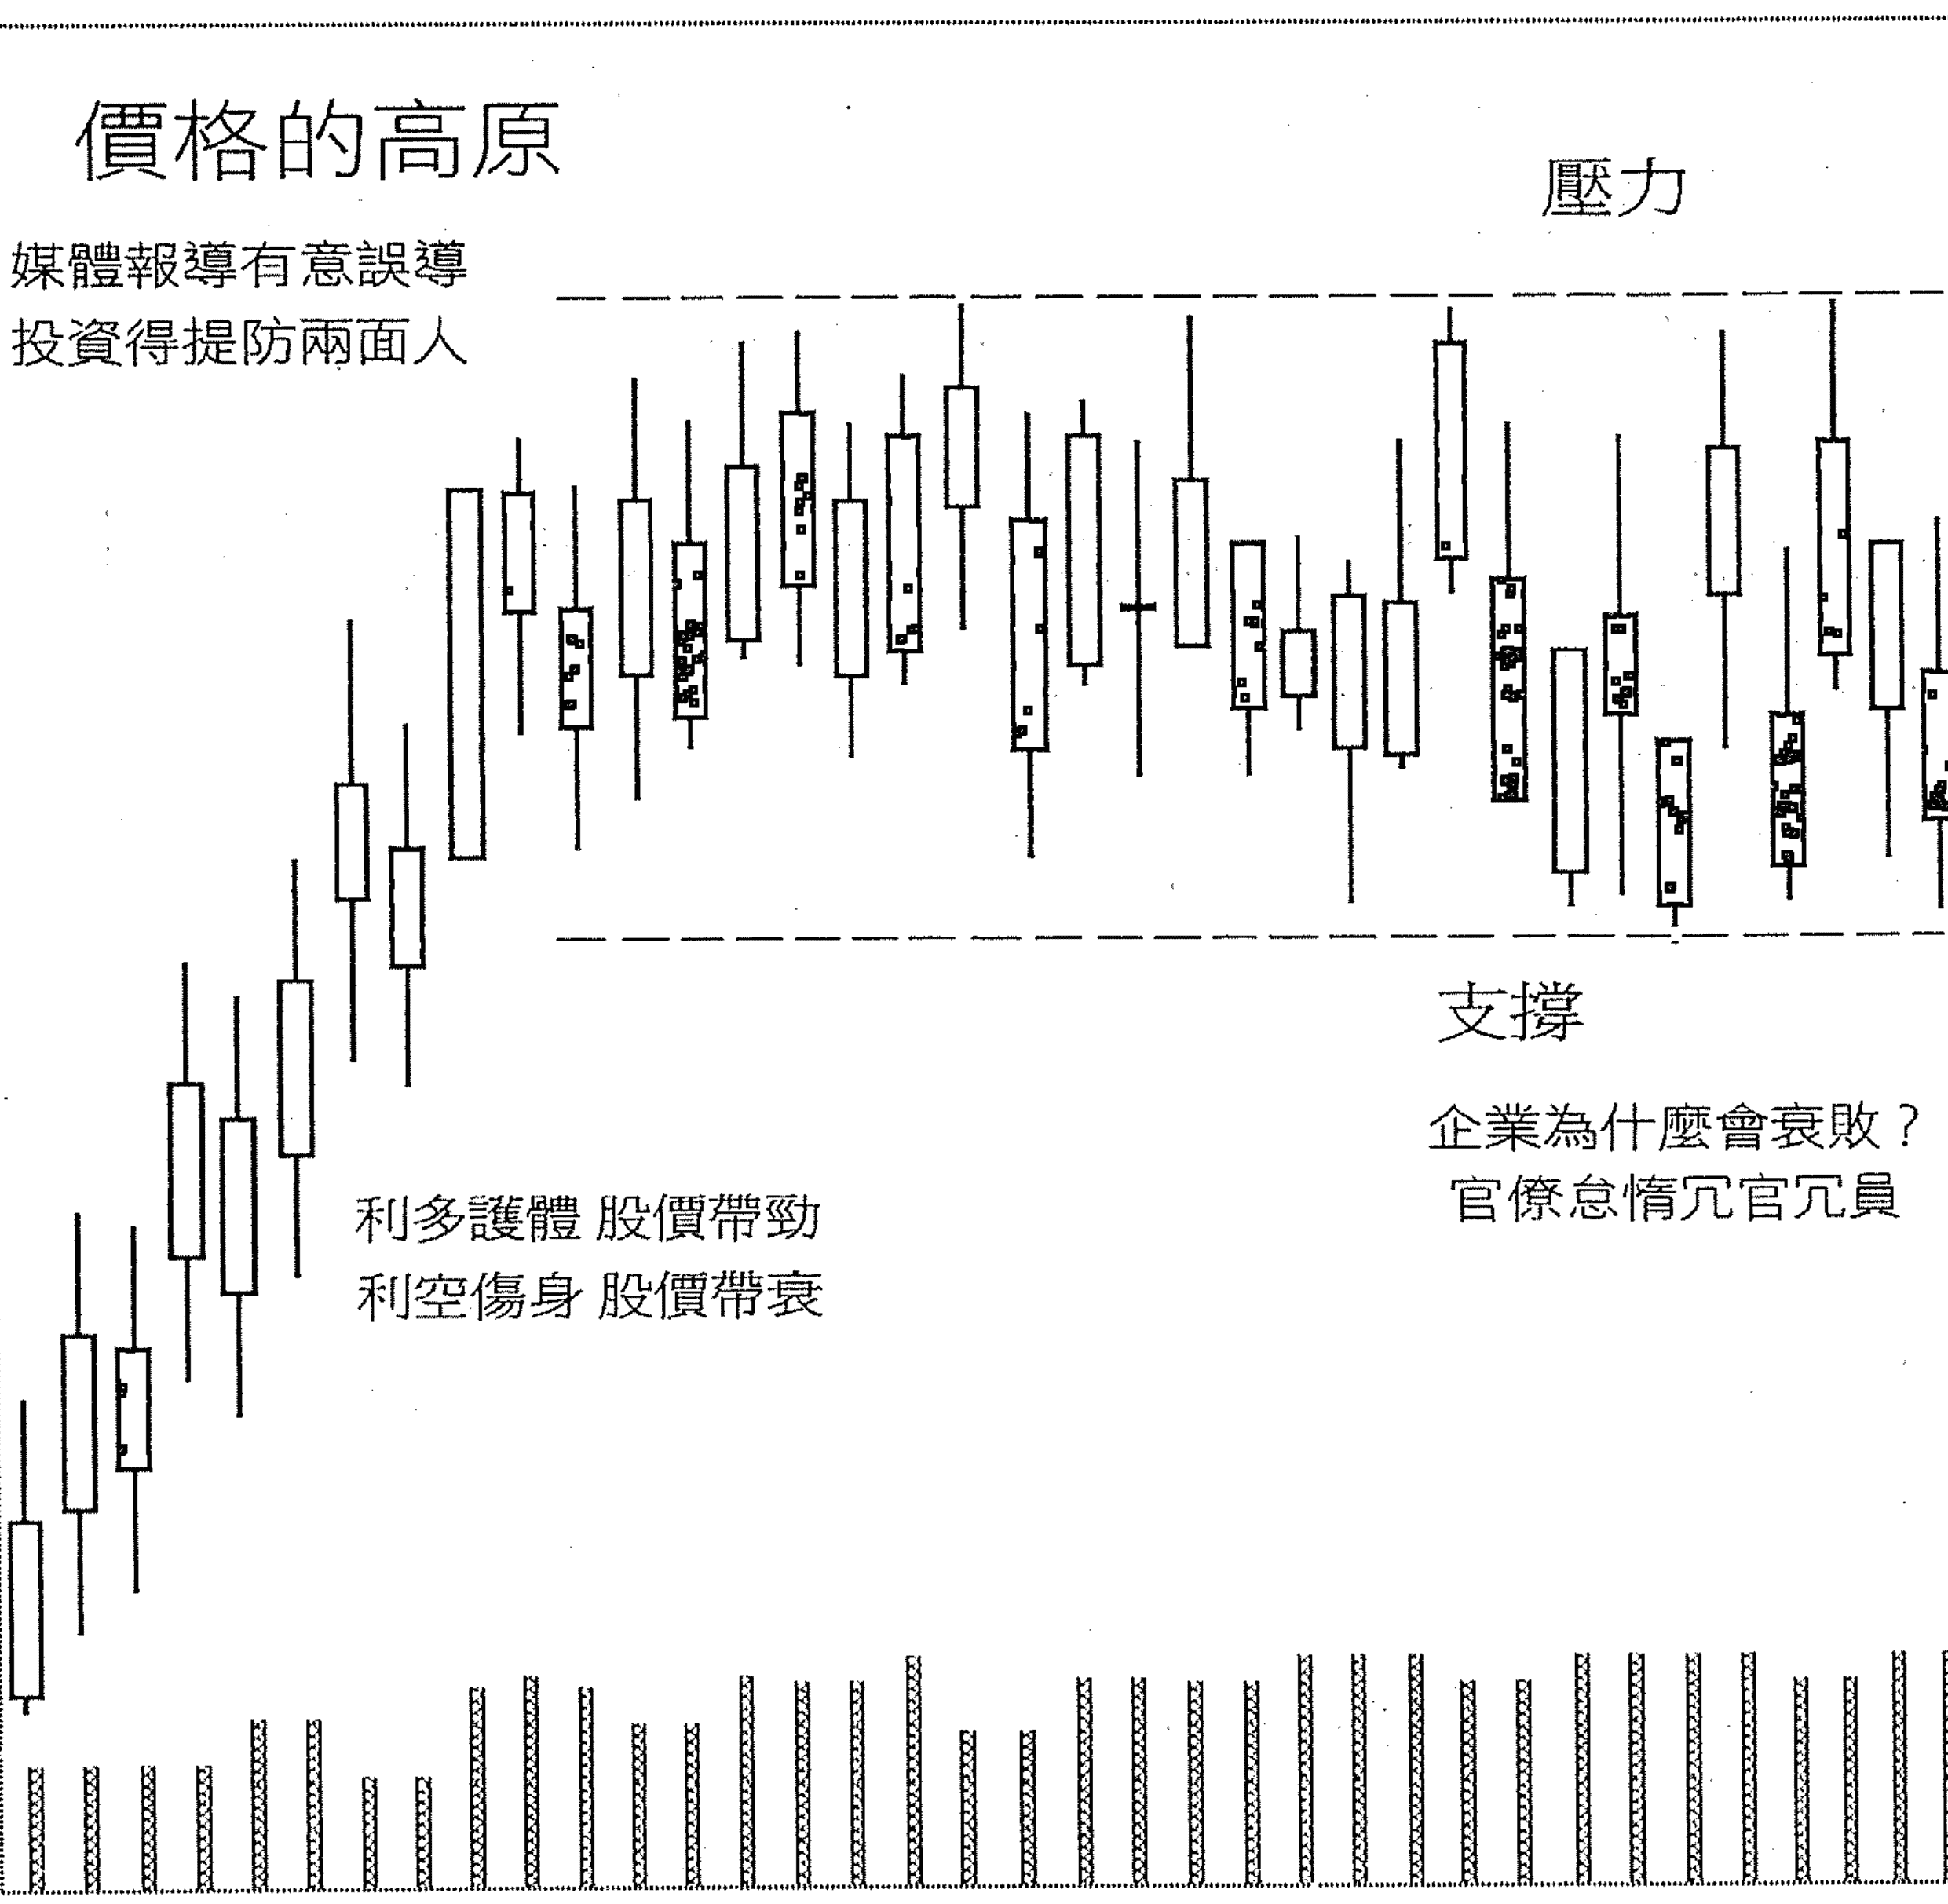 價格的高原
壓力
媒體報導有意誤導
投資得提防兩面人
支撐
企業為什麼會衰敗？
官僚怠惰冗官冗員
利多護體 股價帶勁
利空傷身 股價帶衰